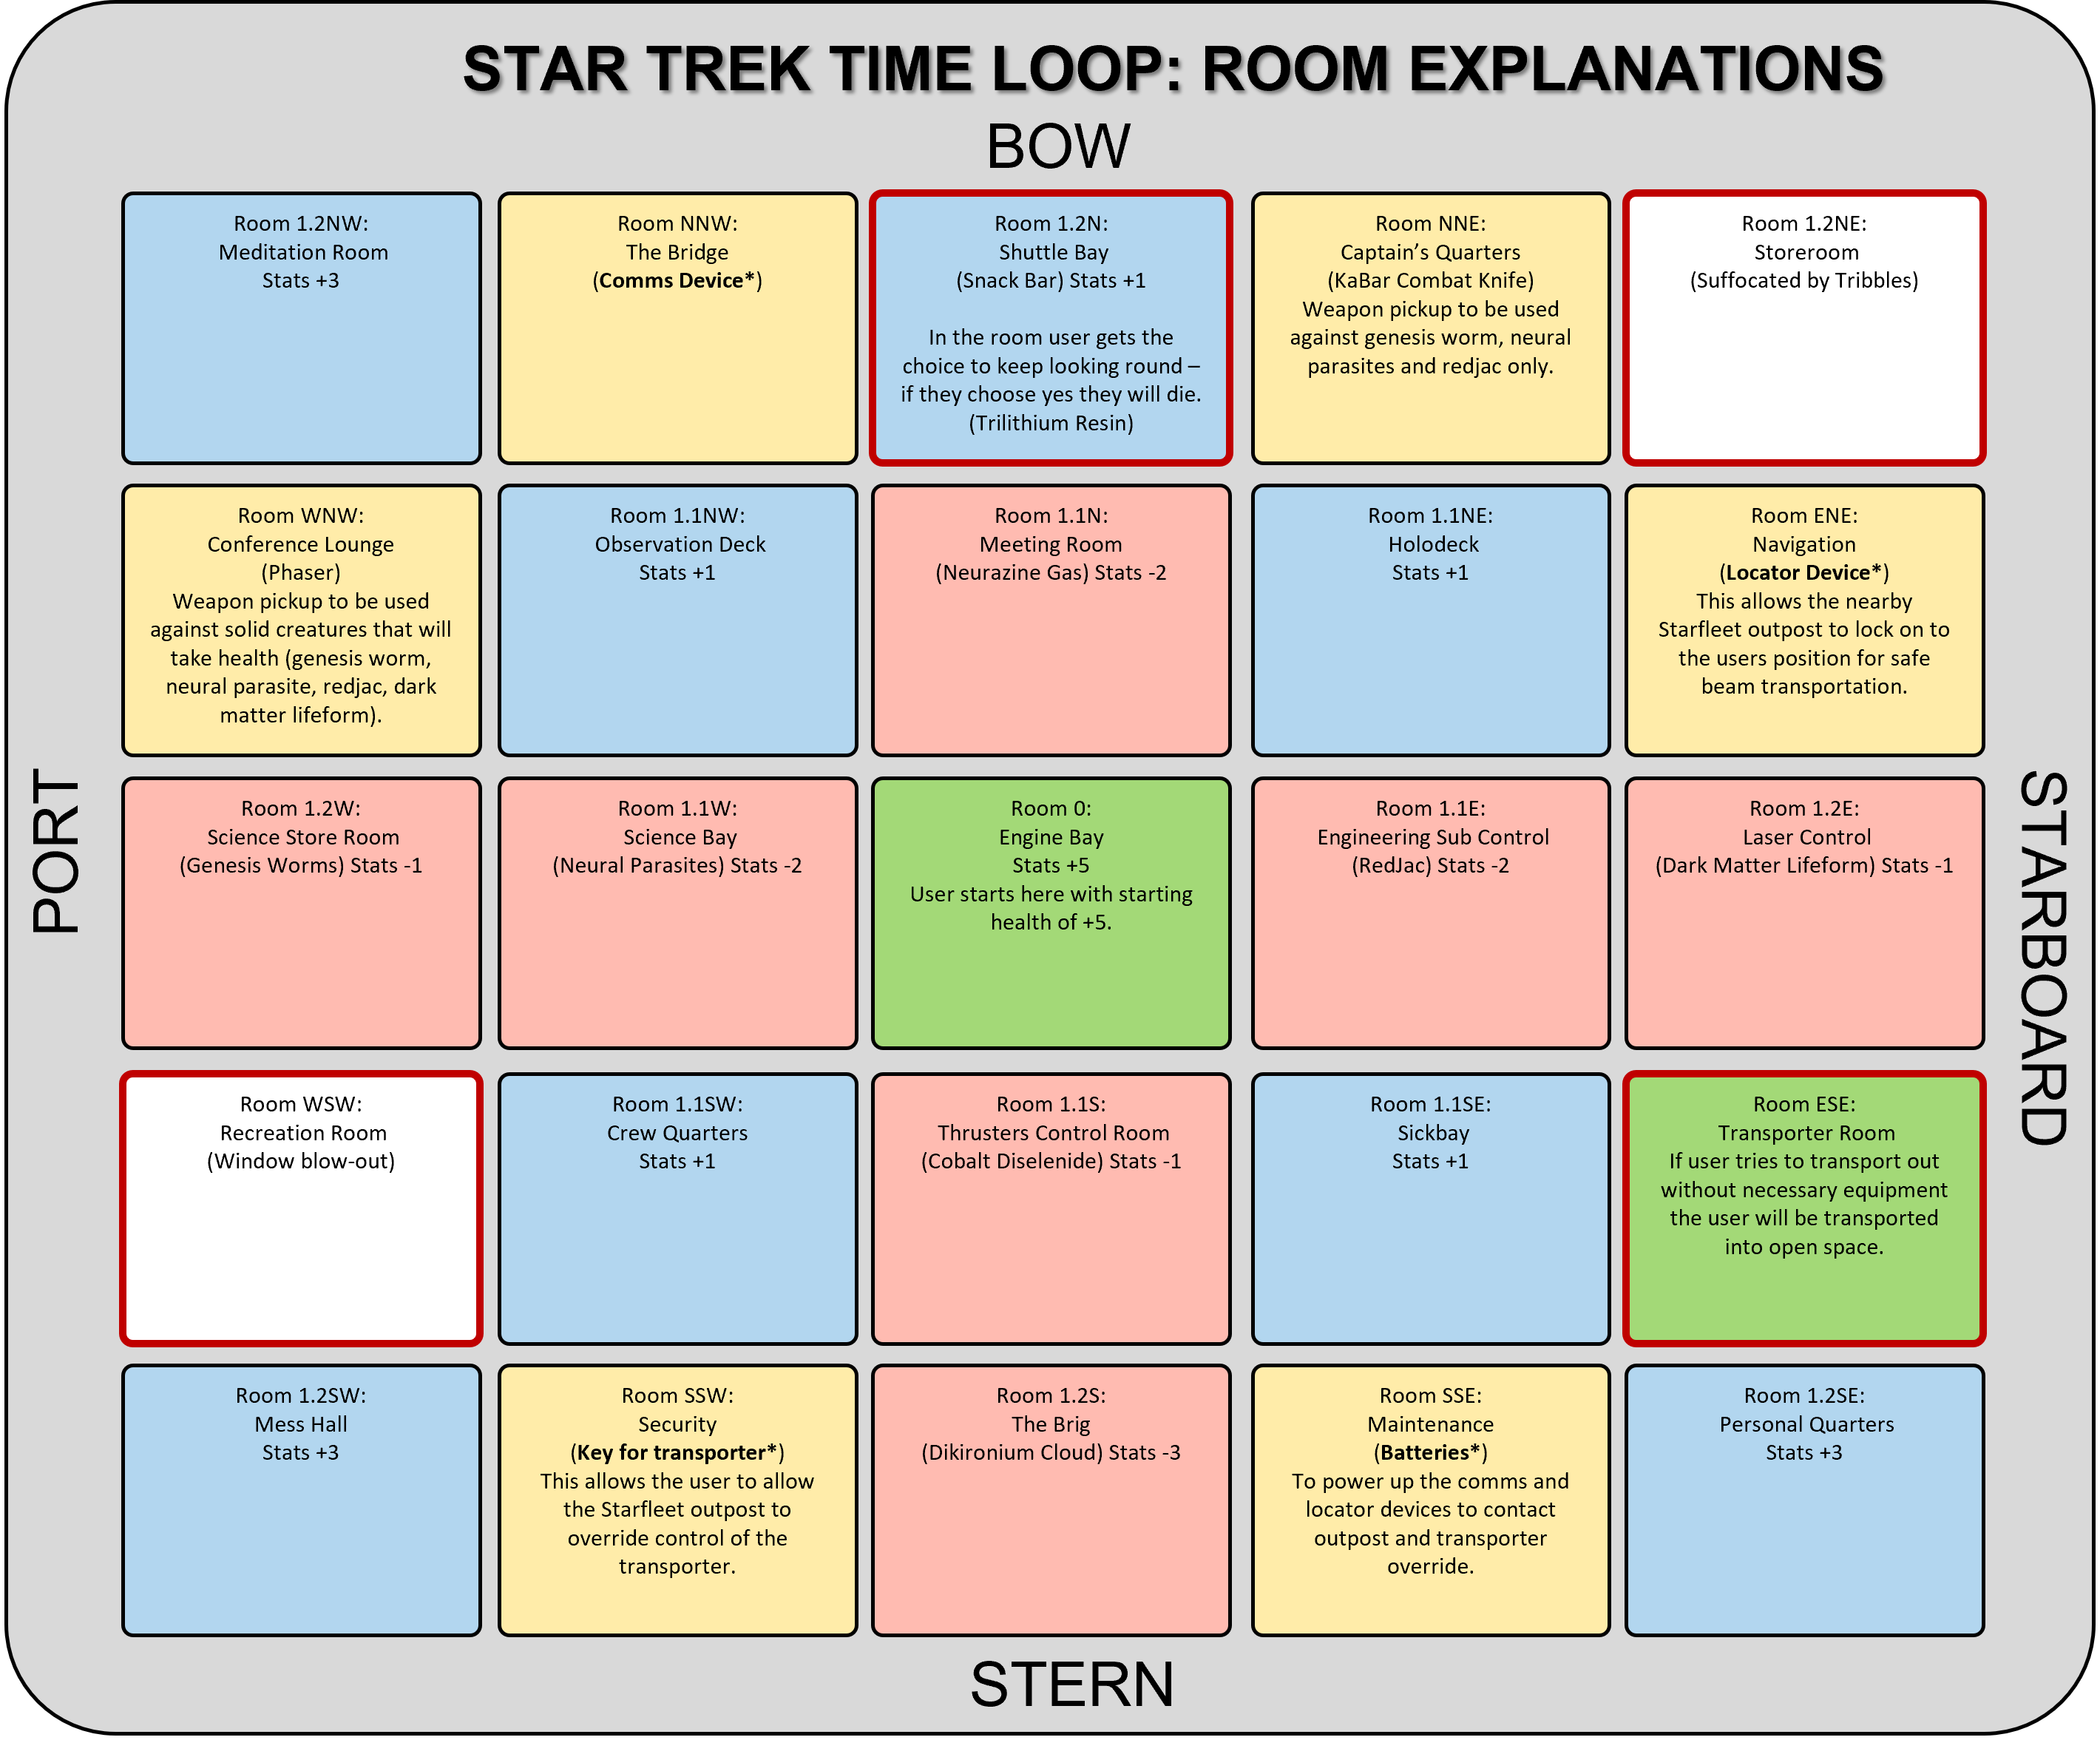 STAR TREK TIME LOOP: ROOM EXPLANATIONS
BOW
Room 1.2NW:
Meditation Room
Stats +3
Room NNW:
The Bridge
(Comms Device*)
Room 1.2N:
Shuttle Bay
(Snack Bar) Stats +1
In the room user gets the
choice to keep looking round –
if they choose yes they will die.
(Trilithium Resin)
Room NNE:
Captain’s Quarters
(KaBar Combat Knife)
Weapon pickup to be used
against genesis worm, neural
parasites and redjac only.
Room 1.2NE:
Storeroom
(Suffocated by Tribbles)
Room WNW:
Conference Lounge
(Phaser)
Weapon pickup to be used
against solid creatures that will
take health (genesis worm,
neural parasite, redjac, dark
matter lifeform).
Room 1.1NW:
Observation Deck
Stats +1
Room 1.1N:
Meeting Room
(Neurazine Gas) Stats -2
Room 1.1NE:
Holodeck
Stats +1
Room ENE:
Navigation
(Locator Device*)
This allows the nearby
Starfleet outpost to lock on to
the users position for safe
beam transportation.
PORT
Room 1.2W:
Science Store Room
(Genesis Worms) Stats -1
Room 1.1W:
Science Bay
(Neural Parasites) Stats -2
Room 0:
Engine Bay
Stats +5
User starts here with starting
health of +5.
Room 1.1E:
Engineering Sub Control
(RedJac) Stats -2
Room 1.2E:
Laser Control
(Dark Matter Lifeform) Stats -1
STARBOARD
Room WSW:
Recreation Room
(Window blow-out)
Room 1.1SW:
Crew Quarters
Stats +1
Room 1.1S:
Thrusters Control Room
(Cobalt Diselenide) Stats -1
Room 1.1SE:
Sickbay
Stats +1
Room ESE:
Transporter Room
If user tries to transport out
without necessary equipment
the user will be transported
into open space.
Room 1.2SW:
Mess Hall
Stats +3
Room SSW:
Security
(Key for transporter*)
This allows the user to allow
the Starfleet outpost to
override control of the
transporter.
Room 1.2S:
The Brig
(Dikironium Cloud) Stats -3
Room SSE:
Maintenance
(Batteries*)
To power up the comms and
locator devices to contact
outpost and transporter
override.
Room 1.2SE:
Personal Quarters
Stats +3
STERN